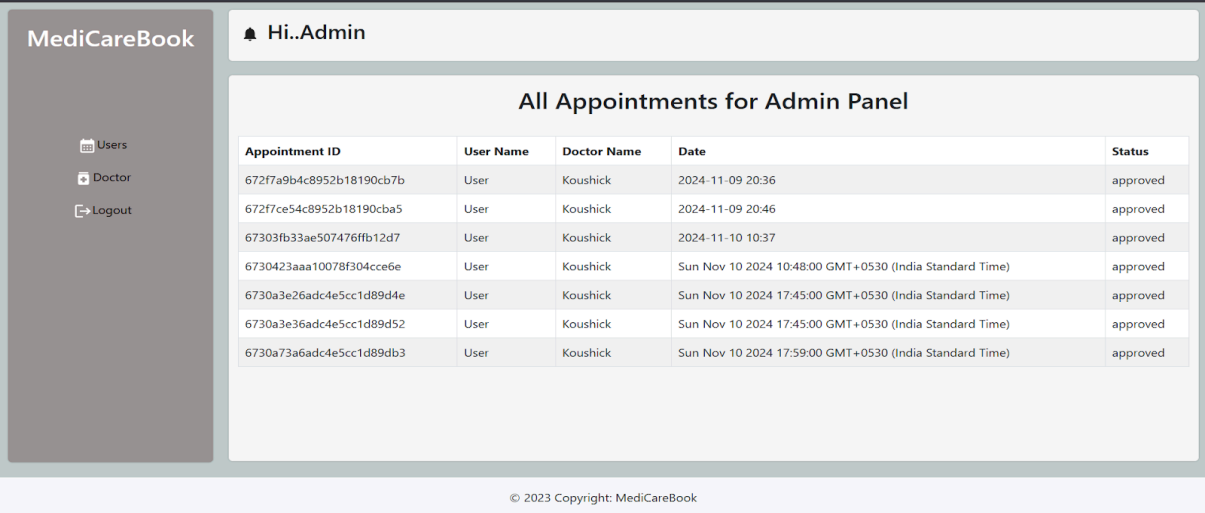 MediCareBook
Users
Doctor
Logout
Hi..Admin
All Appointments for Admin Panel
Appointment ID User Name Doctor Name Date Status
672f7a9b4c8952b18190cb7b User Koushick 2024-11-09 20:36 approved
672f7ce54c8952b18190cba5 User Koushick 2024-11-09 20:46 approved
67303fb33ae507476ffb12d7 User Koushick 2024-11-10 10:37 approved
6730423aaa10078f304cce6e User Koushick Sun Nov 10 2024 10:48:00 GMT+0530 (India Standard Time) approved
6730a3e26adc4e5cc1d89d4e User Koushick Sun Nov 10 2024 17:45:00 GMT+0530 (India Standard Time) approved
6730a3e36adc4e5cc1d89d52 User Koushick Sun Nov 10 2024 17:45:00 GMT+0530 (India Standard Time) approved
6730a73a6adc4e5cc1d89db3 User Koushick Sun Nov 10 2024 17:59:00 GMT+0530 (India Standard Time) approved
© 2023 Copyright: MediCareBook